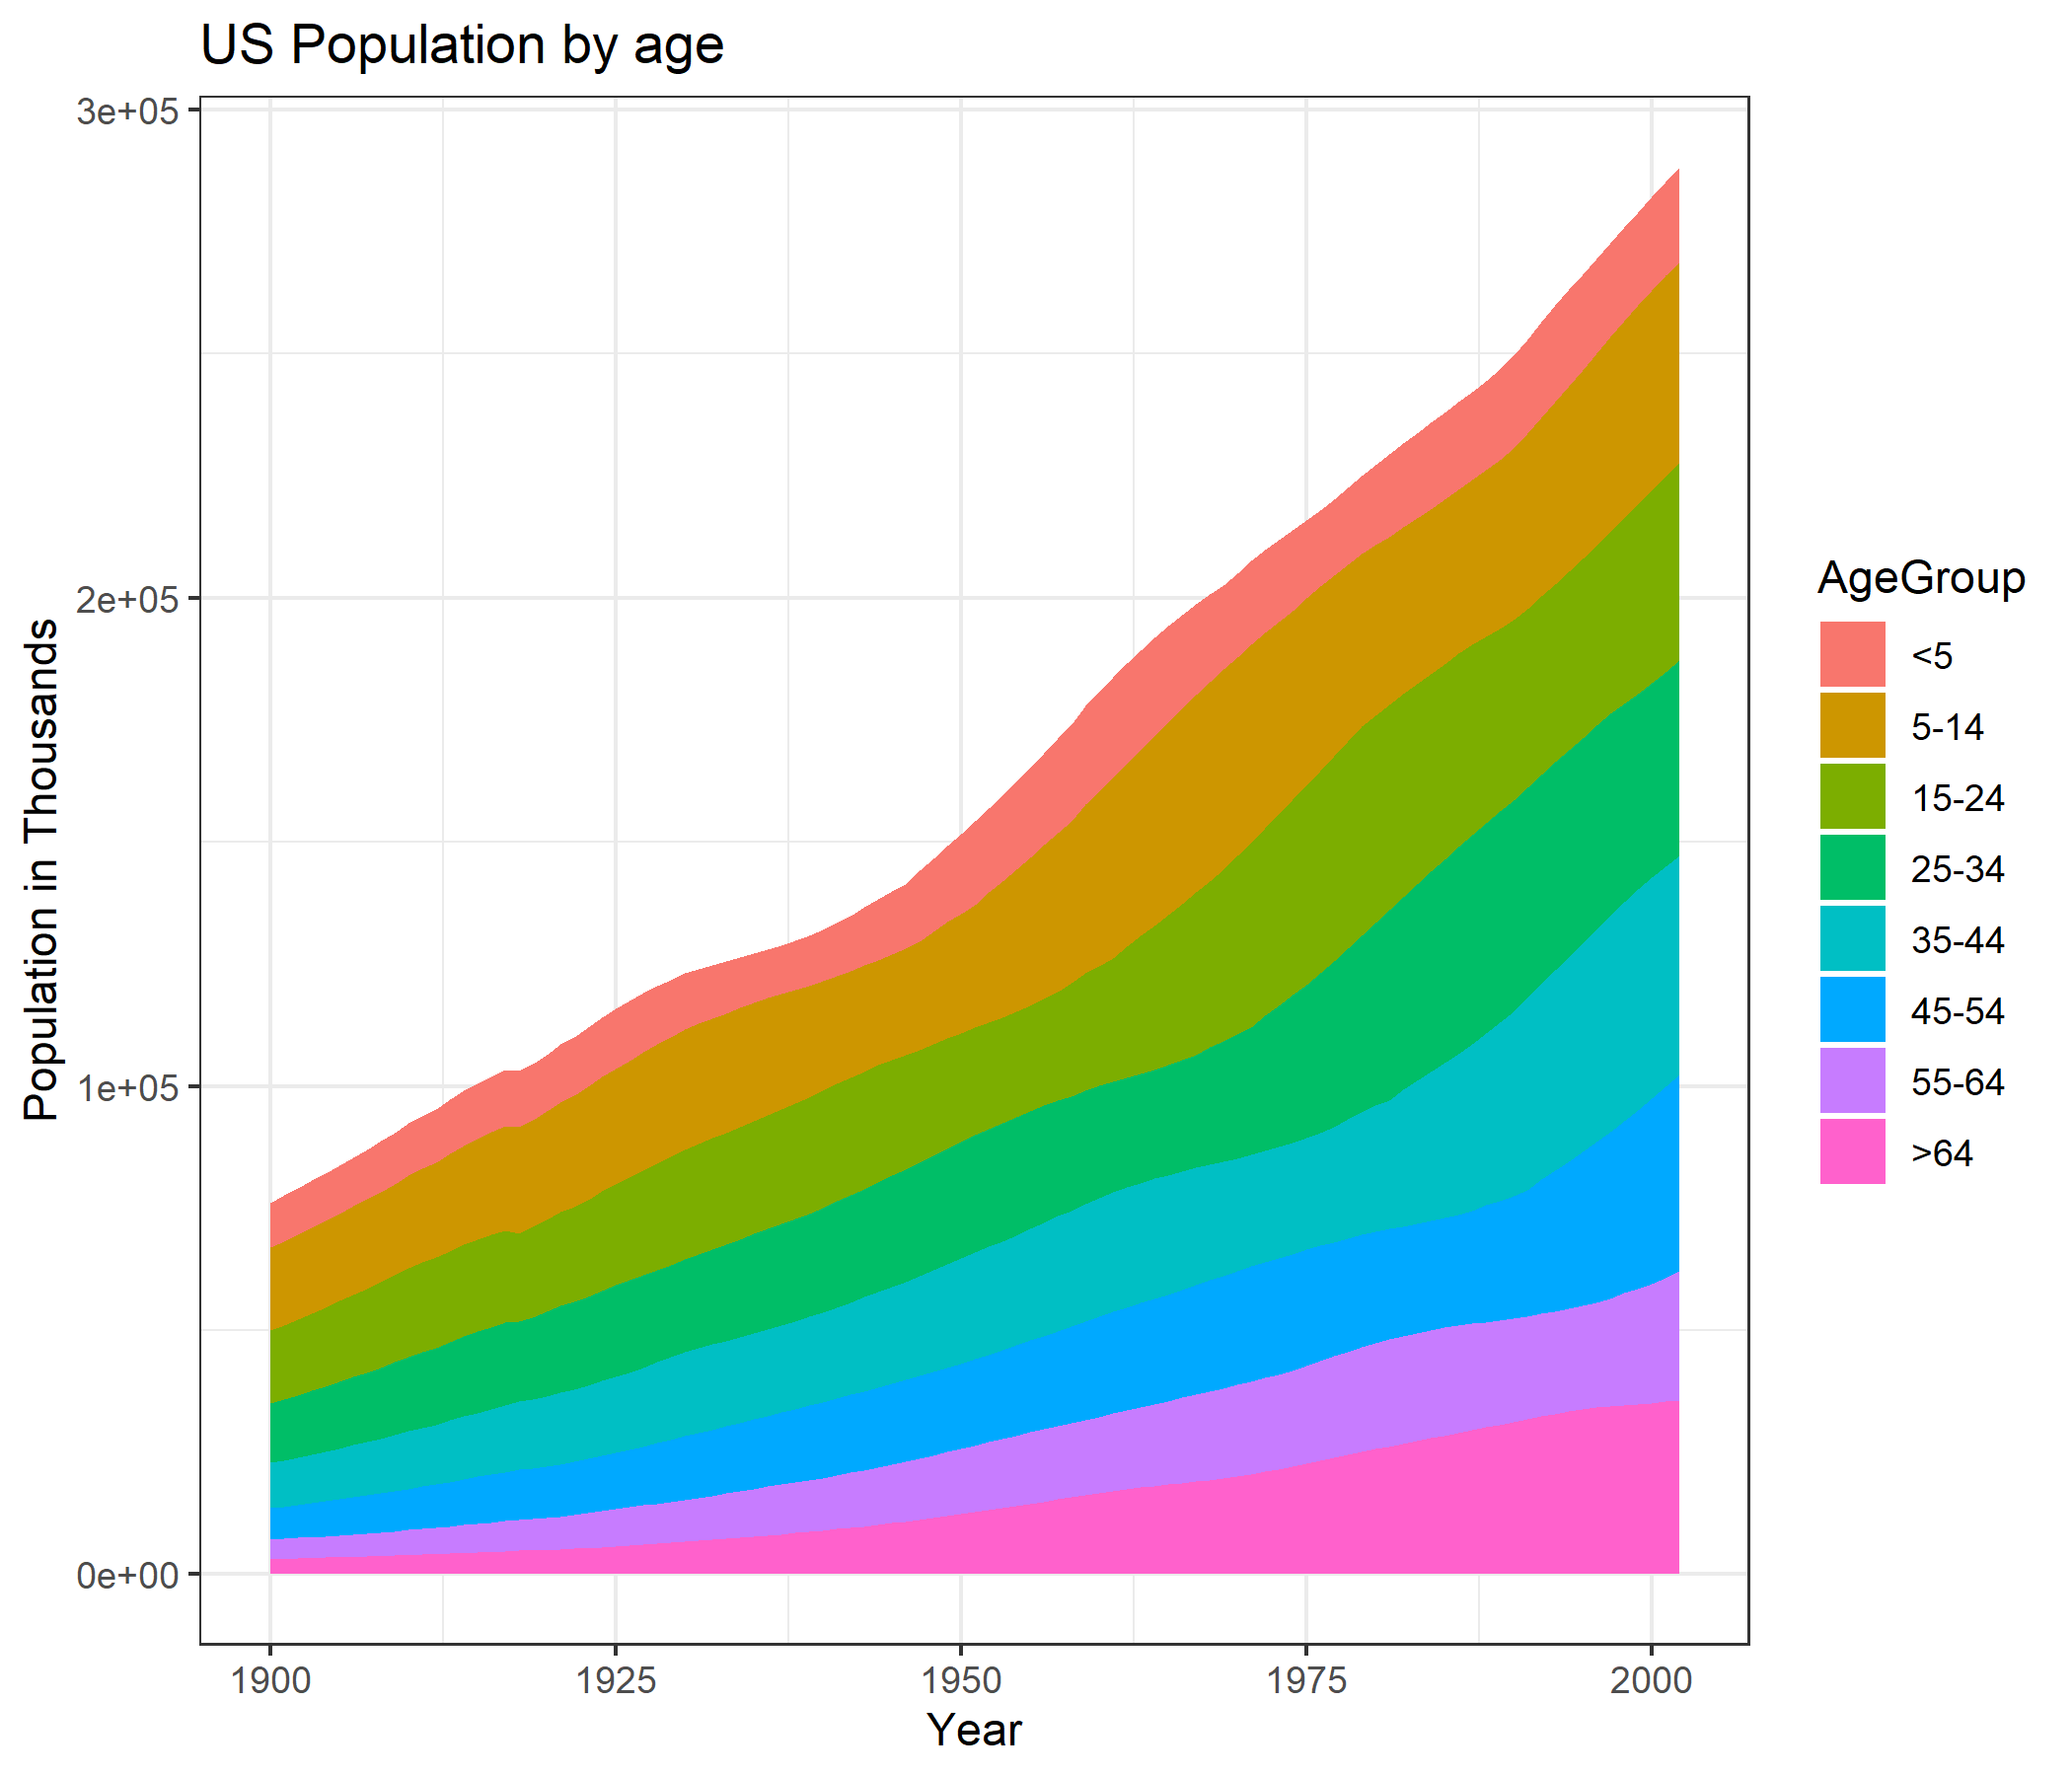 US Population by age
3e+05
2e+05
1e+05
0e+00
Population in Thousands
1900 1925 1950 1975 2000
Year
AgeGroup
<5
5-14
15-24
25-34
35-44
45-54
55-64
>64